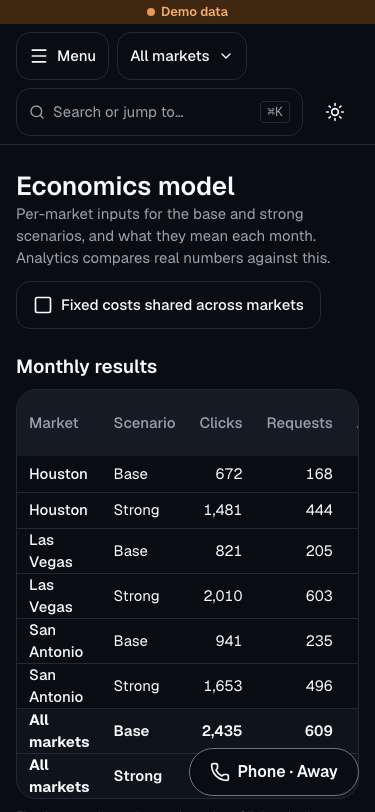 Demo data
Menu
All markets
Search or jump to...
⌘K
Economics model
Per-market inputs for the base and strong
scenarios, and what they mean each month.
Analytics compares real numbers against this.
Fixed costs shared across markets
Monthly results
Market Scenario Clicks Requests
Houston Base 672 168
Houston Strong 1,481 444
Las
Vegas Base 821 205
Las
Vegas Strong 2,010 603
San
Antonio Base 941 235
San
Antonio Strong 1,653 496
All
markets Base 2,435 609
All
markets Strong
Phone · Away